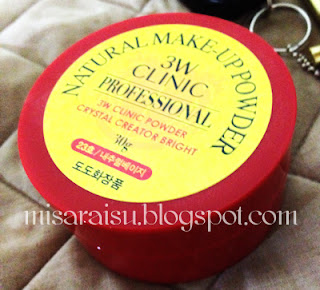 NATURAL MAKE-UP POWDER
3W
CLINIC
PROFESSIONAL
3W CLINIC POWDER
CRYSTAL CREATOR BRIGHT
30g
23호/내추럴베이지
도도화장품
misaraisu.blogspot.com